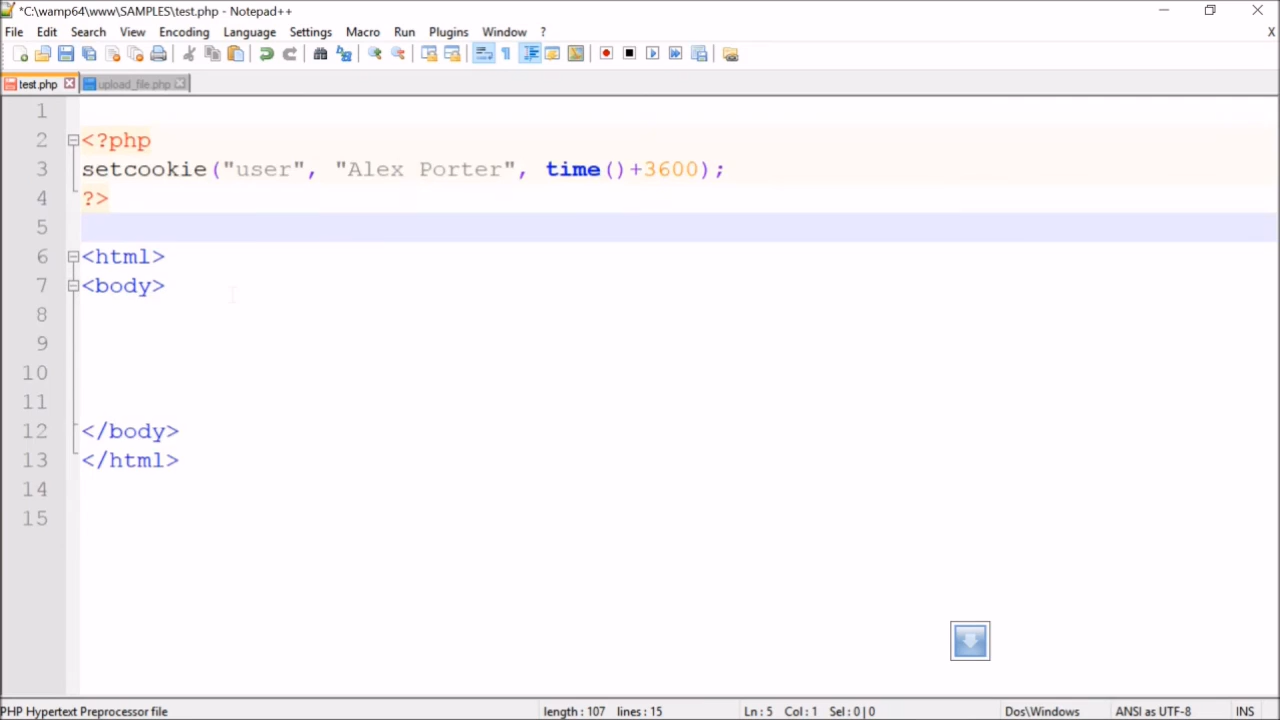 *C:\wamp64\www\SAMPLES\test.php - Notepad++
File Edit Search View Encoding Language Settings Macro Run Plugins Window ? X
test.php upload_file.php
1
2 <?php
3 setcookie("user", "Alex Porter", time()+3600);
4 ?>
5
6 <html>
7 <body>
8
9
10
11
12 </body>
13 </html>
14
15
PHP Hypertext Preprocessor file length : 107 lines : 15 Ln : 5 Col : 1 Sel : 0 | 0 Dos\Windows ANSI as UTF-8 INS